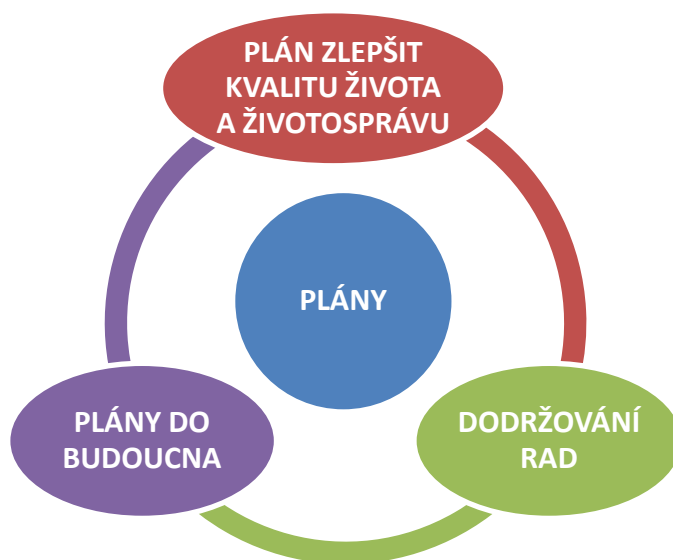 PLÁN ZLEPŠIT
KVALITU ŽIVOTA
A ŽIVOTOSPRÁVU
PLÁNY
PLÁNY DO
BUDOUCNA
DODRŽOVÁNÍ
RAD